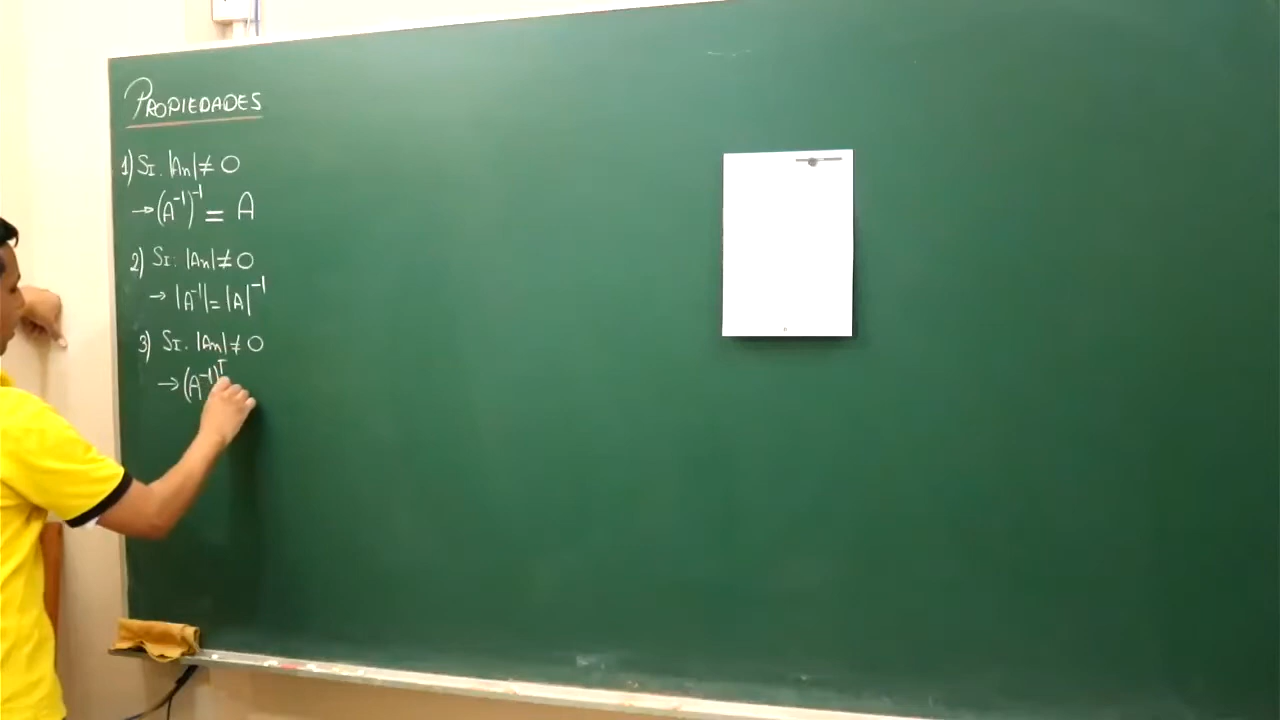 PROPIEDADES
1) SI. |An| ≠ 0
→ (A⁻¹)⁻¹ = A
2) SI: |An| ≠ 0
→ |A⁻¹| = |A|⁻¹
3) SI. |An| ≠ 0
→ (A⁻¹)ᵀ